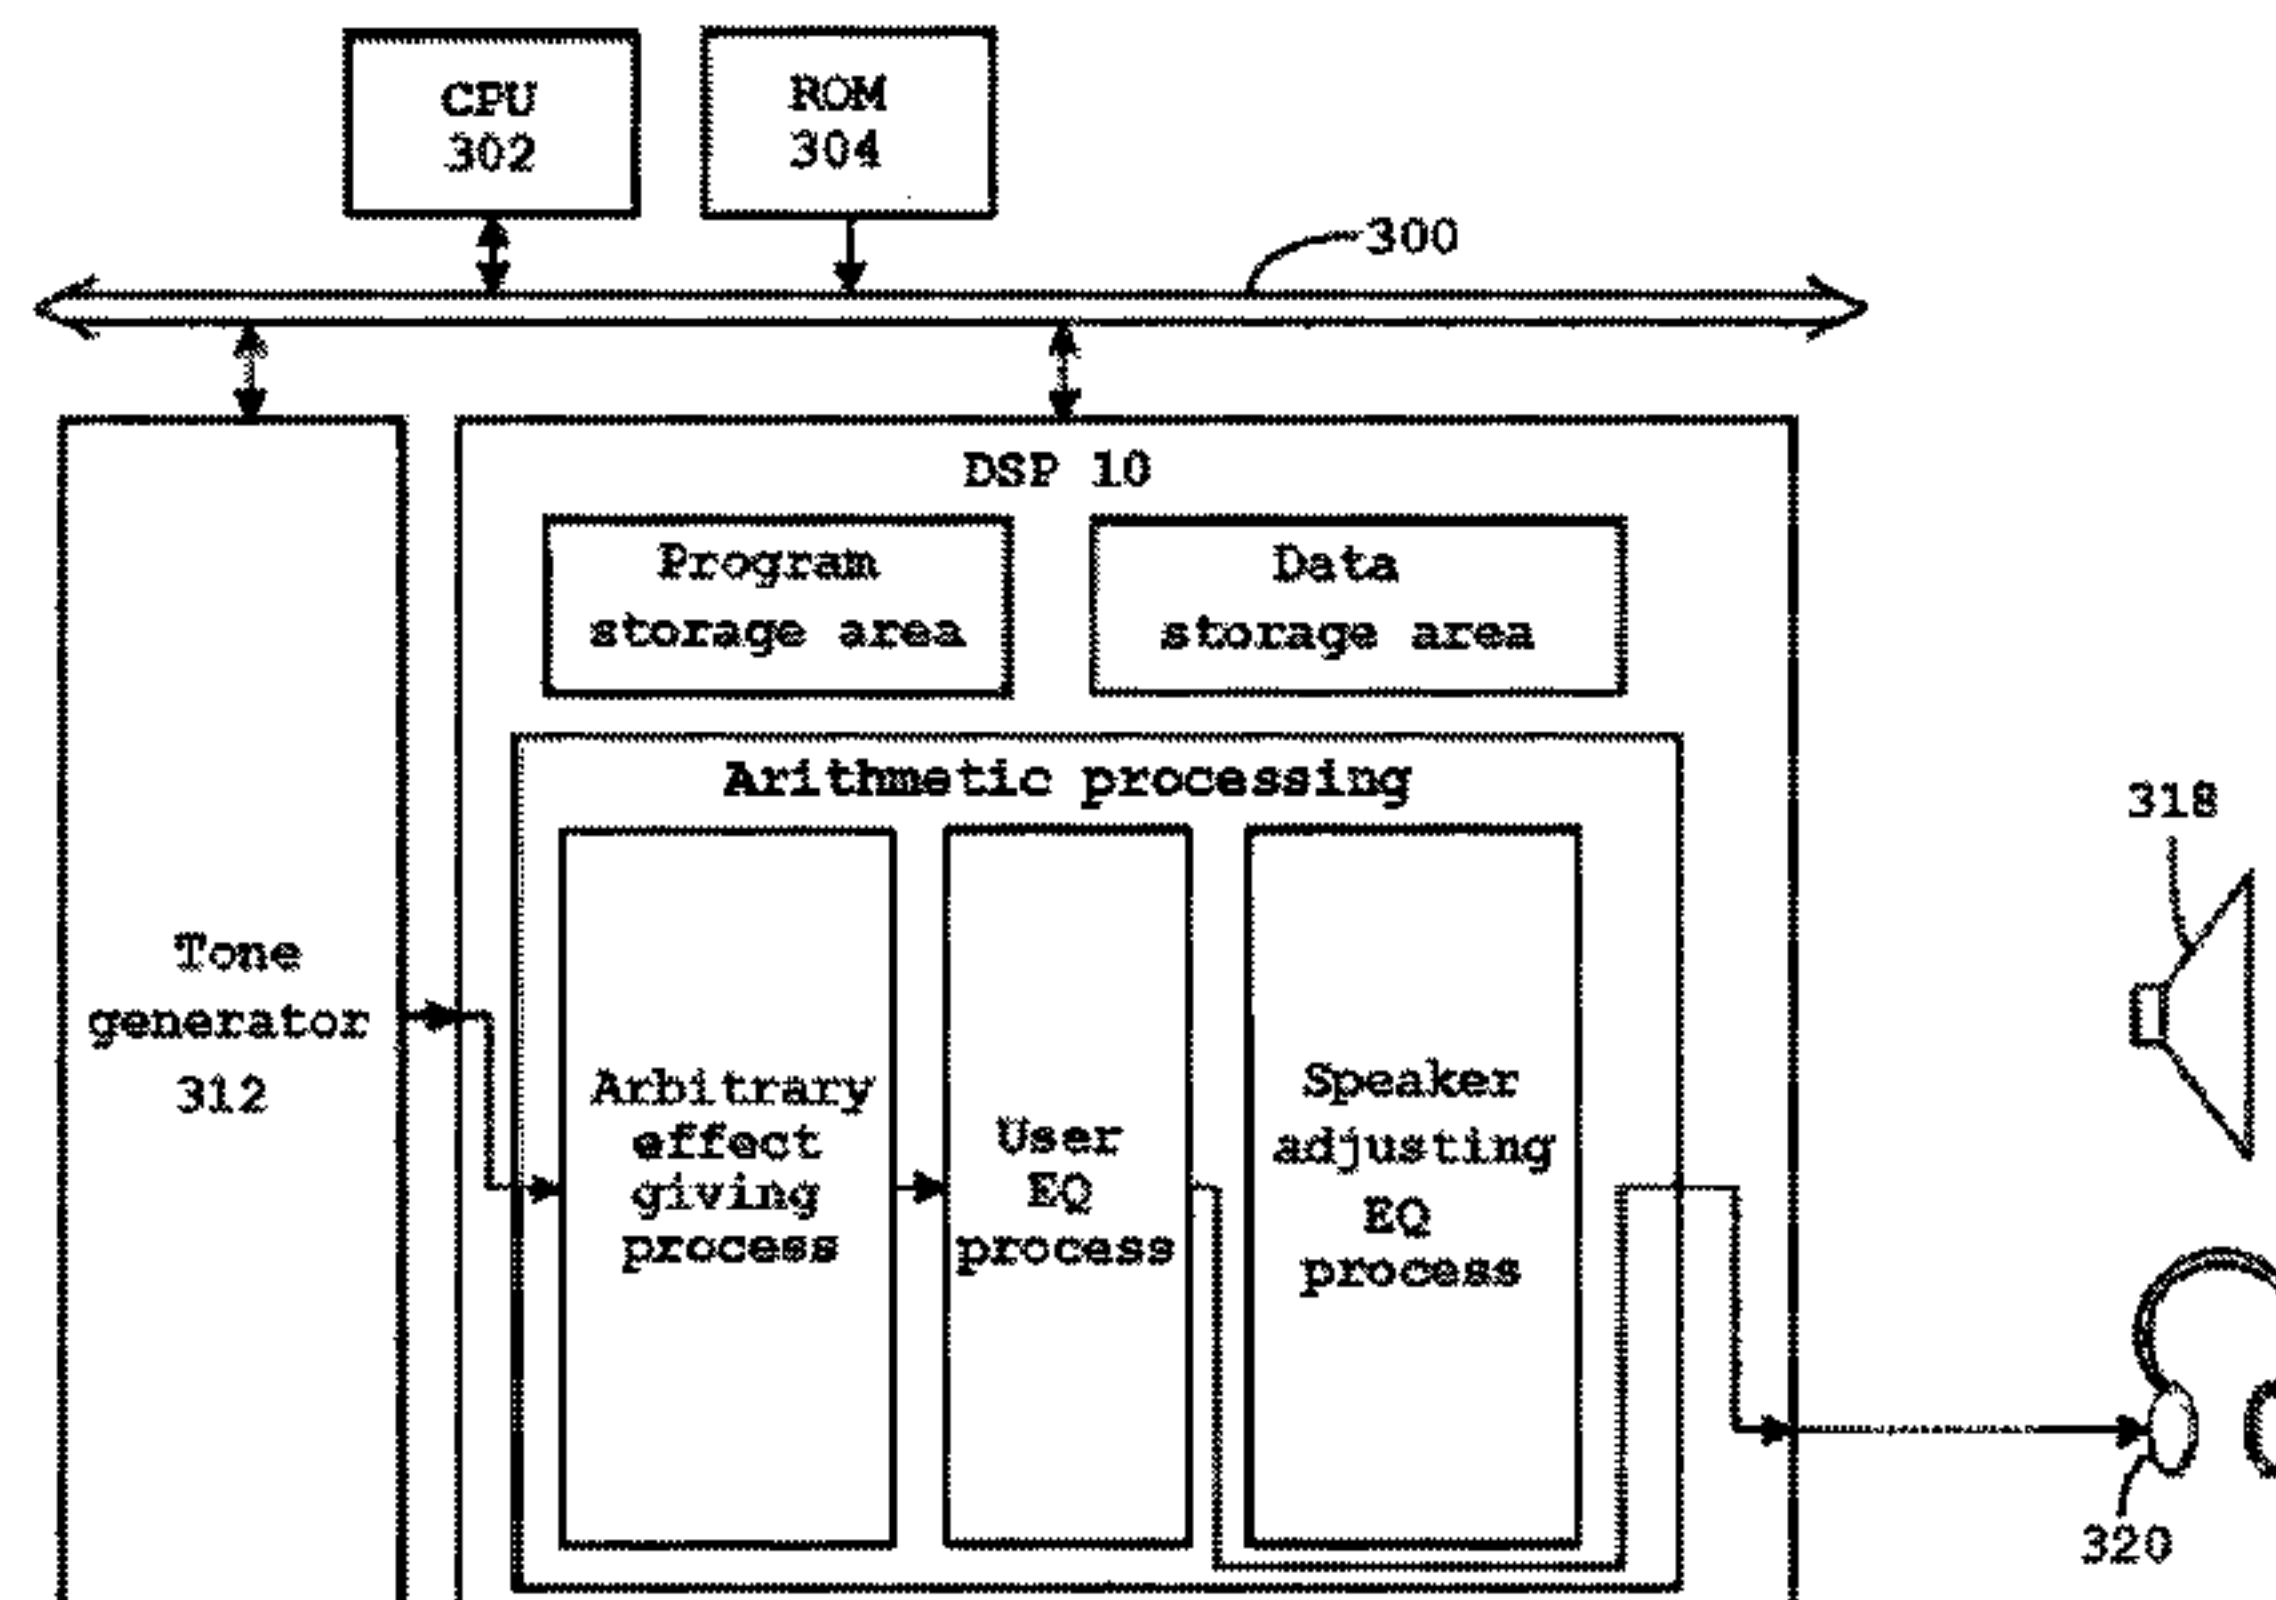 CPU
302
ROM
304
300
DSP 10
Program
storage area
Data
storage area
Arithmetic processing
Tone
generator
312
Arbitrary
effect
giving
process
User
EQ
process
Speaker
adjusting
EQ
process
318
320